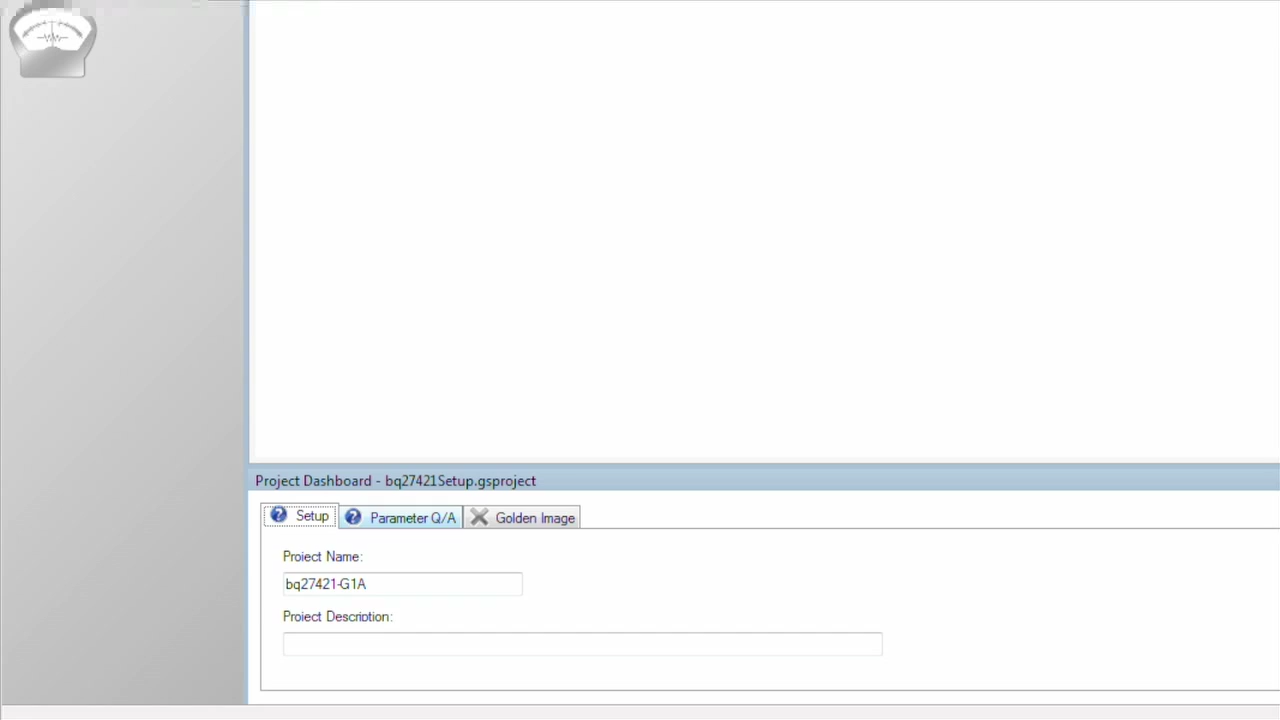 Project Dashboard - bq27421Setup.gsproject
Setup Parameter Q/A Golden Image
Project Name:
bq27421-G1A
Project Description: